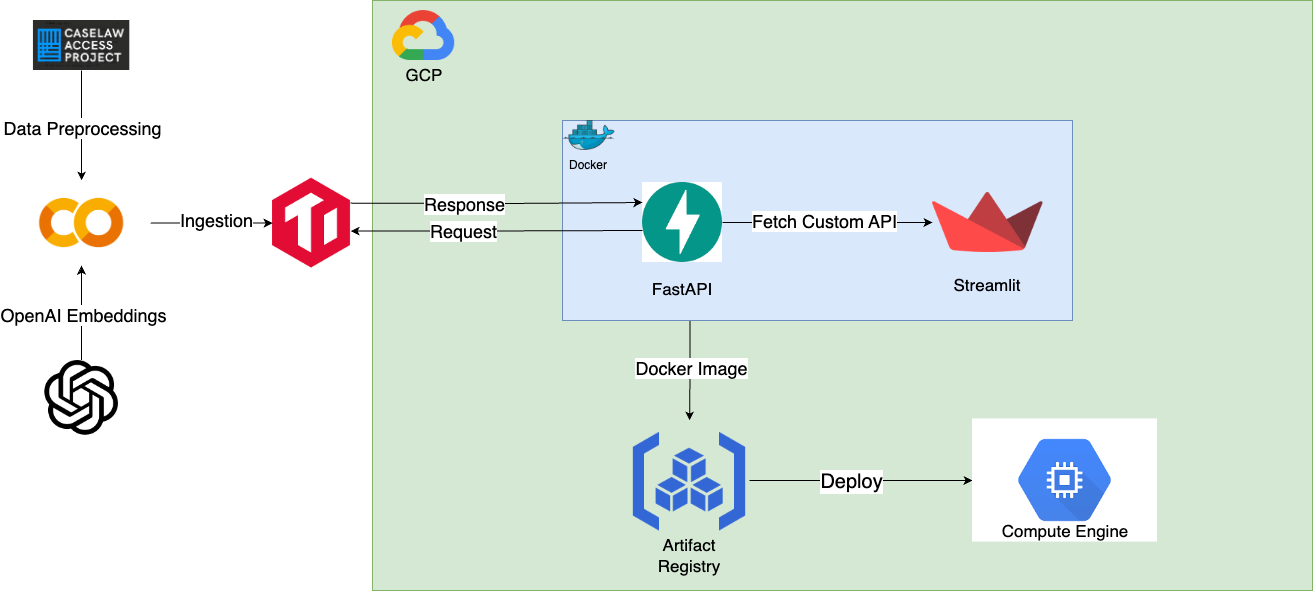 CASELAW
ACCESS
PROJECT
GCP
Data Preprocessing
Docker
Ingestion
Response
Request
Fetch Custom API
FastAPI
Streamlit
OpenAI Embeddings
Docker Image
Deploy
Compute Engine
Artifact
Registry